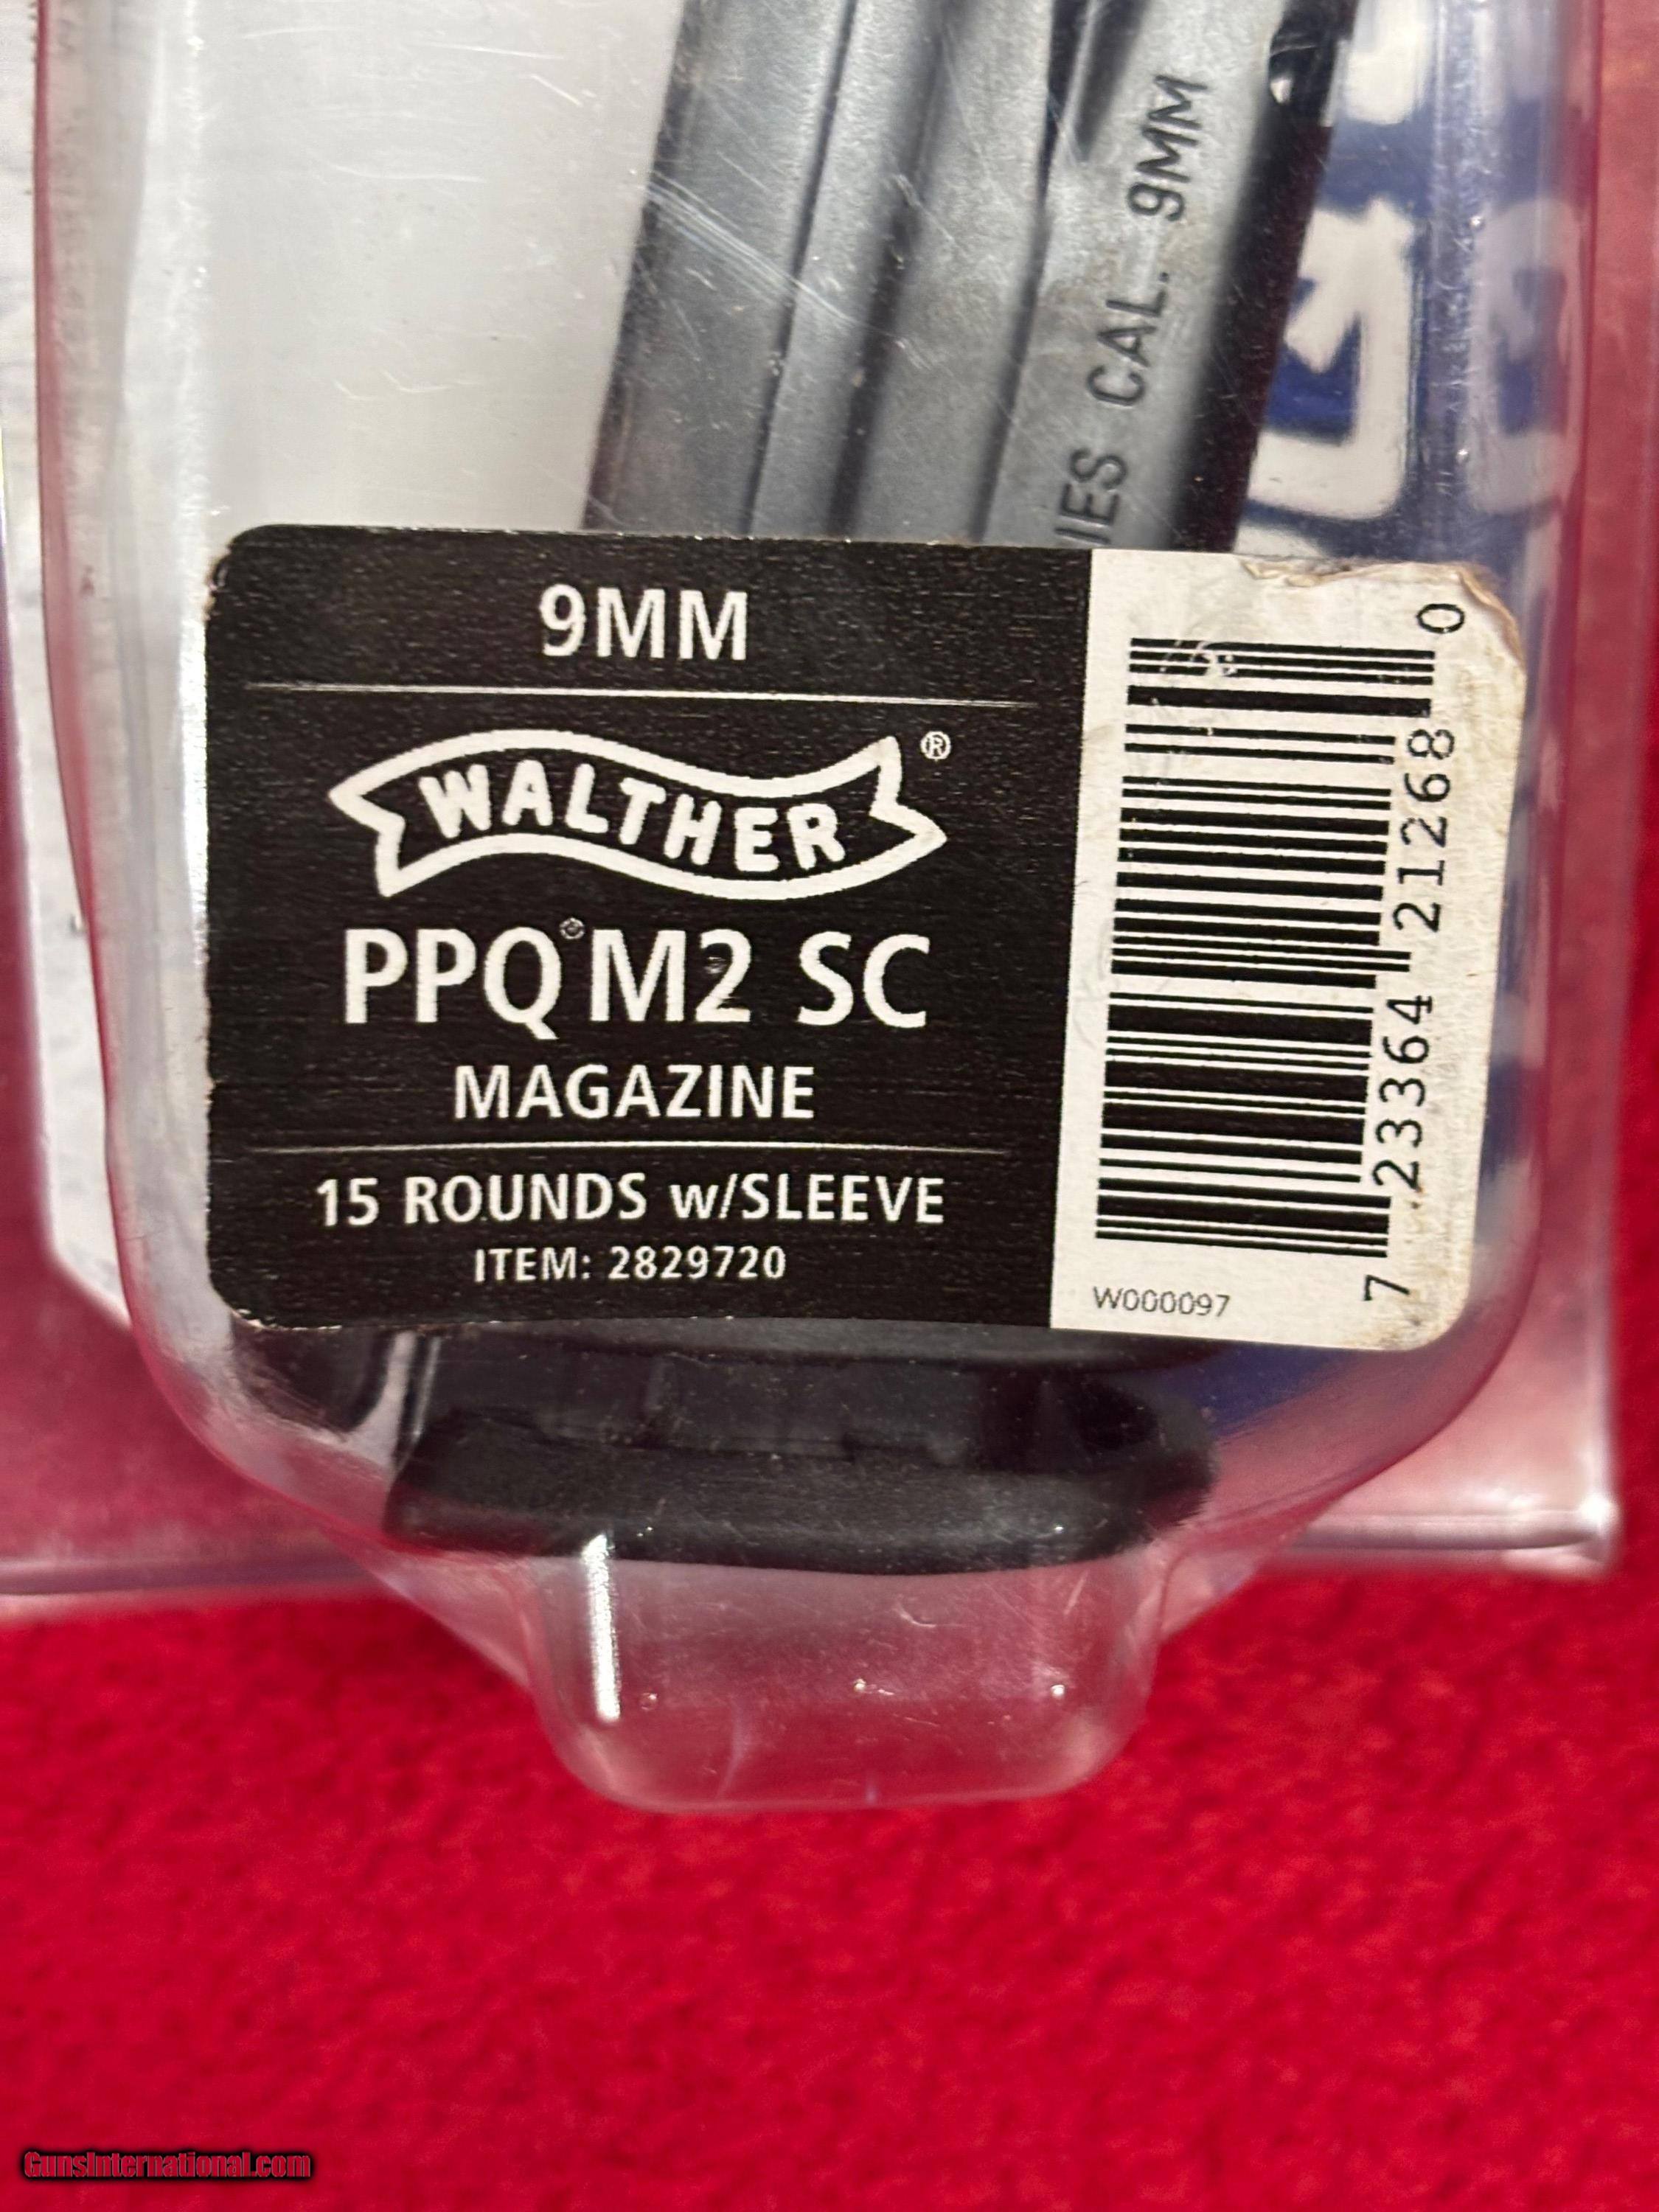 CAL. 9MM
9MM
WALTHER®
PPQ® M2 SC
MAGAZINE
15 ROUNDS w/SLEEVE
ITEM: 2829720
7 23364 21268 0
W000097
GunsInternational.com